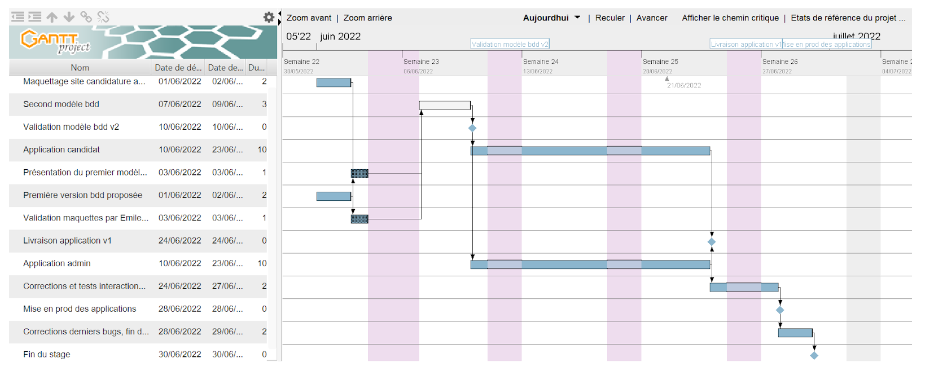 Zoom avant | Zoom arrière Aujourd'hui | Reculer | Avancer Afficher le chemin critique | Etats de référence du projet ...
GANTT project
05'22 juin 2022 juillet 2022
Validation modèle bdd v2 Livraison application v1 Mise en prod des applications
Nom Date de dé... Date de... Du...
Semaine 22 Semaine 23 Semaine 24 Semaine 25 Semaine 26 Semaine 2
30/05/2022 06/06/2022 13/06/2022 20/06/2022 27/06/2022 04/07/2022
21/06/2022
Maquettage site candidature a... 01/06/2022 02/06/... 2
Second modèle bdd 07/06/2022 09/06/... 3
Validation modèle bdd v2 10/06/2022 10/06/... 0
Application candidat 10/06/2022 23/06/... 10
Présentation du premier modèl... 03/06/2022 03/06/... 1
Première version bdd proposée 01/06/2022 02/06/... 2
Validation maquettes par Emile... 03/06/2022 03/06/... 1
Livraison application v1 24/06/2022 24/06/... 0
Application admin 10/06/2022 23/06/... 10
Corrections et tests interaction... 24/06/2022 27/06/... 2
Mise en prod des applications 28/06/2022 28/06/... 0
Corrections derniers bugs, fin d... 28/06/2022 29/06/... 2
Fin du stage 30/06/2022 30/06/... 0